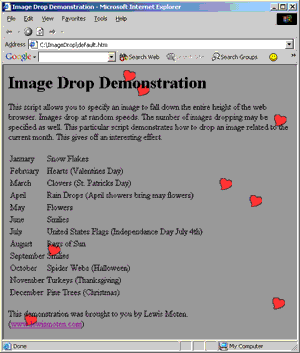 Image Drop Demonstration - Microsoft Internet Explorer
File Edit View Favorites Tools Help
Address C:\ImageDrop\default.htm
Google Search Web Search Groups
Image Drop Demonstration
This script allows you to specify an image to fall down the entire height of the web
browser. Images drop at random speeds. The number of images dropping may be
specified as well. This particular script demonstrates how to drop an image related to the
current month. This gives off an interesting effect.
January Snow Flakes
February Hearts (Valentines Day)
March Clovers (St. Patricks Day)
April Rain Drops (April showers bring may flowers)
May Flowers
June Smilies
July United States Flags (Independence Day July 4th)
August Rays of Sun
September Smilies
October Spider Webs (Halloween)
November Turkeys (Thanksgiving)
December Pine Trees (Christmas)
This demonstration was brought to you by Lewis Moten.
(www.lewismoten.com)
Done My Computer